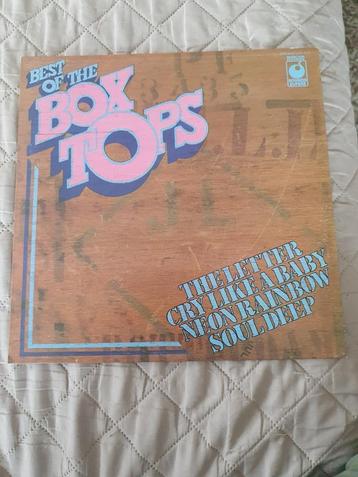 BEST
OF THE
BOX
TOPS
THE LETTER
CRY LIKE A BABY
NEON RAINBOW
SOUL DEEP